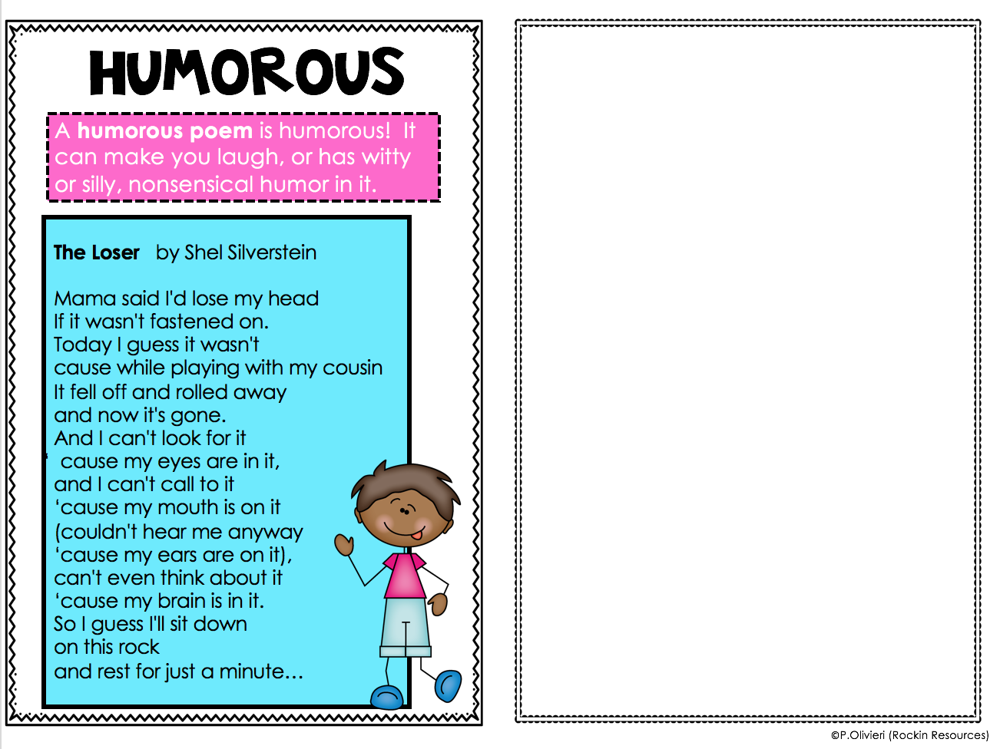 HUMOROUS
A humorous poem is humorous!  It
can make you laugh, or has witty
or silly, nonsensical humor in it.
The Loser   by Shel Silverstein
Mama said I'd lose my head
If it wasn't fastened on.
Today I guess it wasn't
cause while playing with my cousin
It fell off and rolled away
and now it's gone.
And I can't look for it
‘ cause my eyes are in it,
and I can't call to it
‘cause my mouth is on it
(couldn't hear me anyway
‘cause my ears are on it),
can't even think about it
‘cause my brain is in it.
So I guess I'll sit down
on this rock
and rest for just a minute…
©P.Olivieri (Rockin Resources)